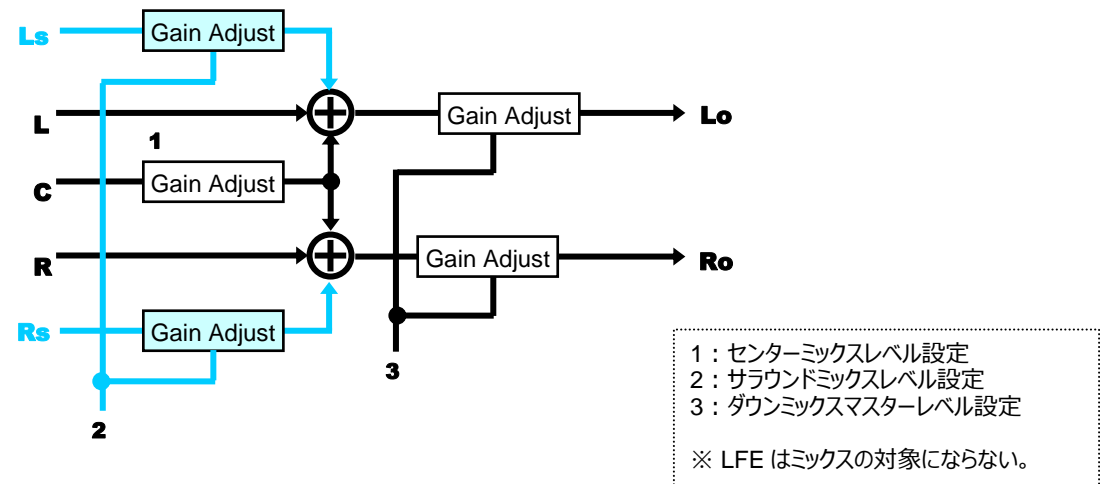 Ls
Gain Adjust
L
Gain Adjust
Lo
1
C
Gain Adjust
R
Gain Adjust
Ro
Rs
Gain Adjust
3
2
1：センターミックスレベル設定
2：サラウンドミックスレベル設定
3：ダウンミックスマスターレベル設定
※ LFE はミックスの対象にならない。